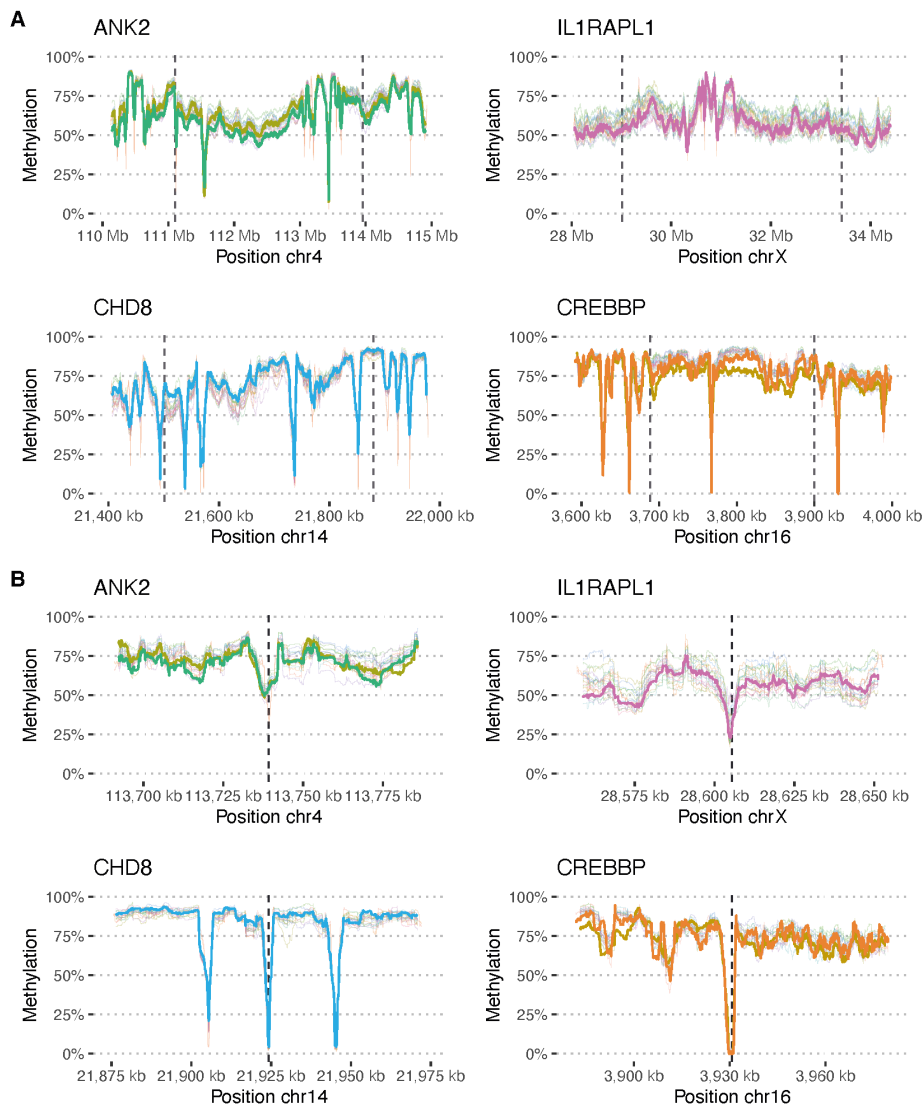 A
ANK2
100%
75%
50%
25%
0%
Methylation
110 Mb 111 Mb 112 Mb 113 Mb 114 Mb 115 Mb
Position chr4
IL1RAPL1
100%
75%
50%
25%
0%
Methylation
28 Mb 30 Mb 32 Mb 34 Mb
Position chrX
CHD8
100%
75%
50%
25%
0%
Methylation
21,400 kb 21,600 kb 21,800 kb 22,000 kb
Position chr14
CREBBP
100%
75%
50%
25%
0%
Methylation
3,600 kb 3,700 kb 3,800 kb 3,900 kb 4,000 kb
Position chr16
B
ANK2
100%
75%
50%
25%
0%
Methylation
113,700 kb 113,725 kb 113,750 kb 113,775 kb
Position chr4
IL1RAPL1
100%
75%
50%
25%
0%
Methylation
28,575 kb 28,600 kb 28,625 kb 28,650 kb
Position chrX
CHD8
100%
75%
50%
25%
0%
Methylation
21,875 kb 21,900 kb 21,925 kb 21,950 kb 21,975 kb
Position chr14
CREBBP
100%
75%
50%
25%
0%
Methylation
3,900 kb 3,930 kb 3,960 kb
Position chr16